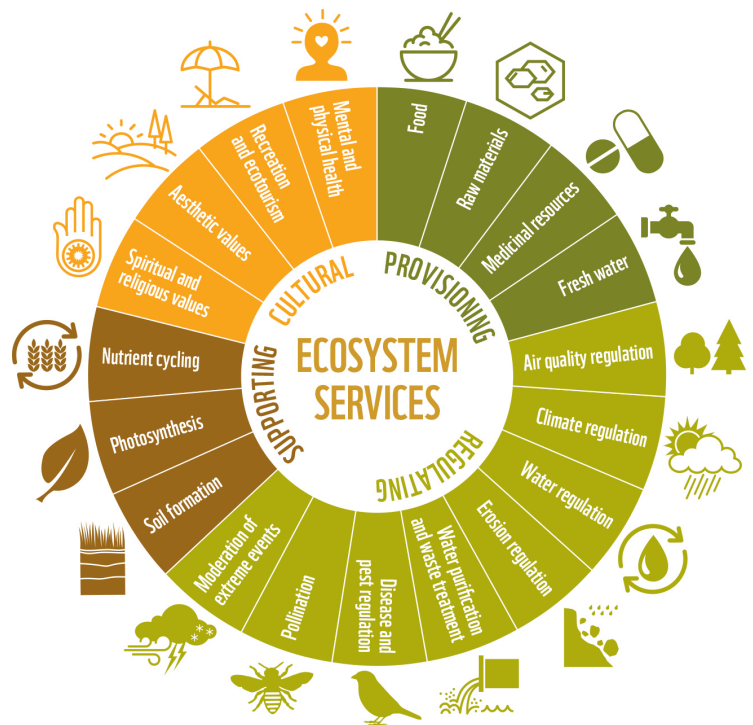 ECOSYSTEM
SERVICES
PROVISIONING
Food
Raw materials
Medicinal resources
Fresh water
REGULATING
Air quality regulation
Climate regulation
Water regulation
Erosion regulation
Water purification
and waste treatment
Disease and
pest regulation
Pollination
Moderation of
extreme events
SUPPORTING
Soil formation
Photosynthesis
Nutrient cycling
CULTURAL
Spiritual and
religious values
Aesthetic values
Recreation
and ecotourism
Mental and
physical health